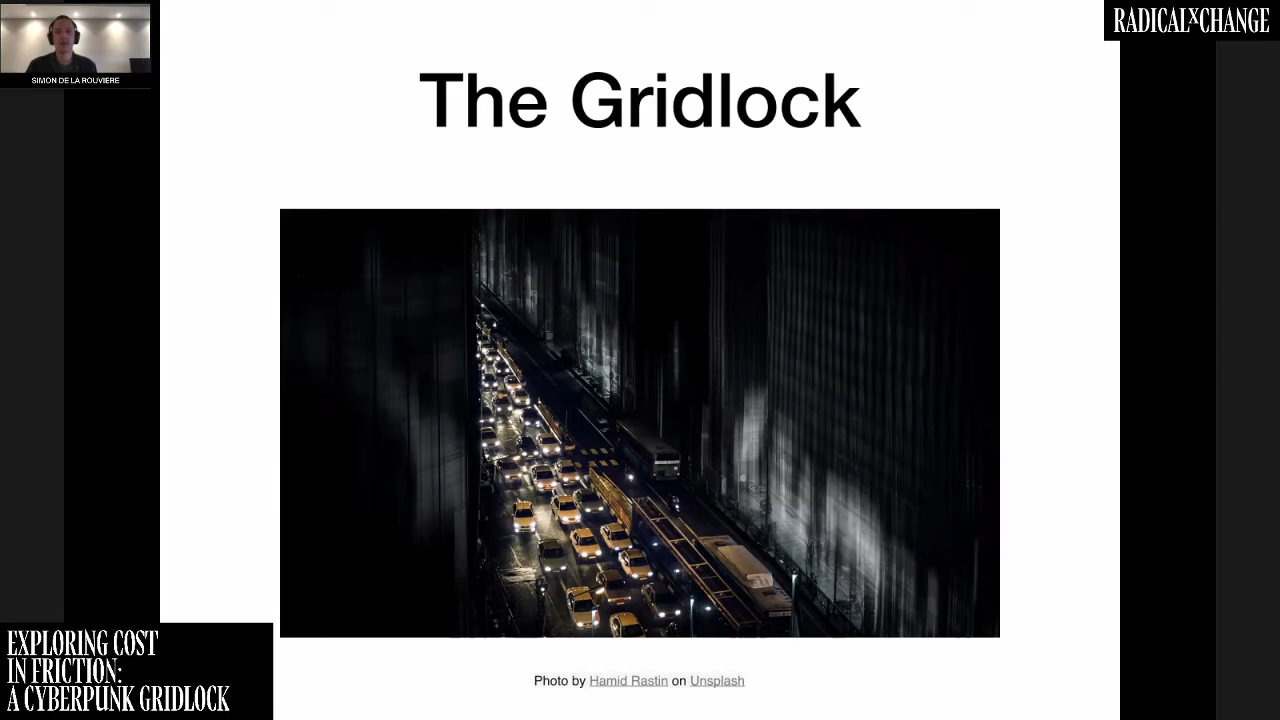 SIMON DE LA ROUVIERE
RADICALXCHANGE
The Gridlock
Photo by Hamid Rastin on Unsplash
EXPLORING COST
IN FRICTION:
A CYBERPUNK GRIDLOCK